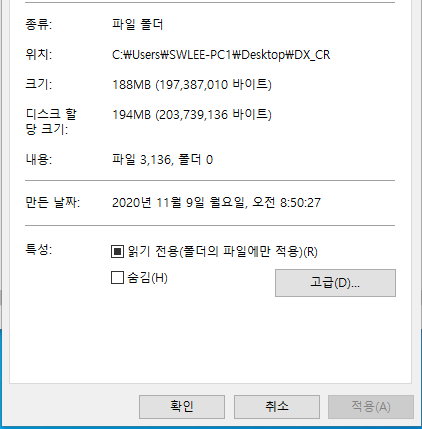 종류: 파일 폴더
위치: C:₩Users₩SWLEE-PC1₩Desktop₩DX_CR
크기: 188MB (197,387,010 바이트)
디스크 할
당 크기: 194MB (203,739,136 바이트)
내용: 파일 3,136, 폴더 0
만든 날짜: 2020년 11월 9일 월요일, 오전 8:50:27
특성: 읽기 전용(폴더의 파일에만 적용)(R)
숨김(H)
고급(D)...
확인 취소 적용(A)